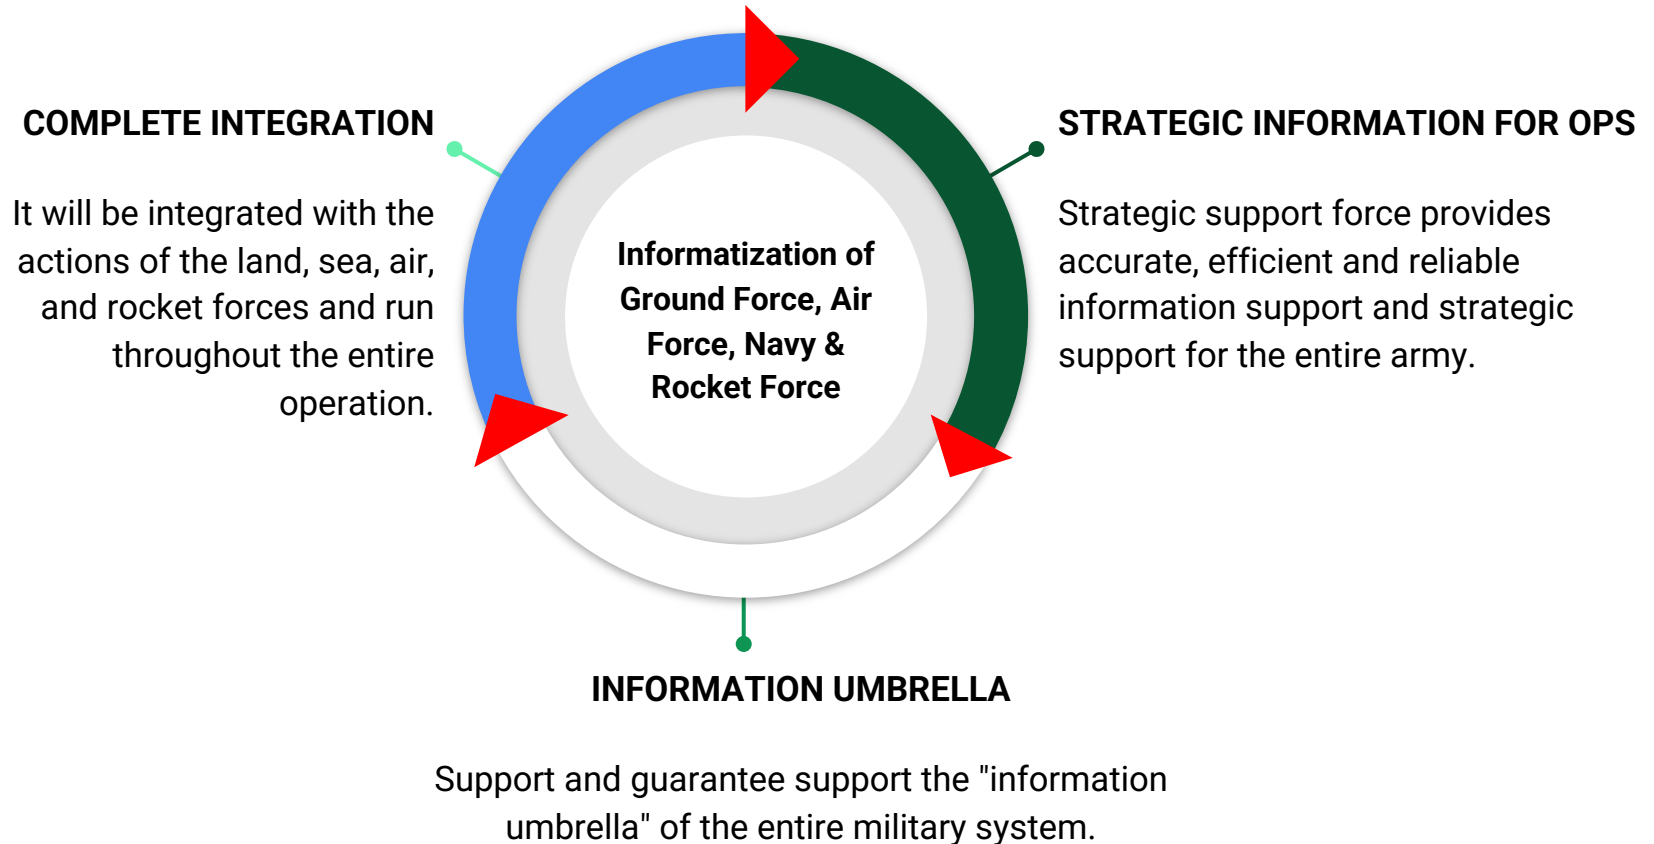 COMPLETE INTEGRATION
It will be integrated with the
actions of the land, sea, air,
and rocket forces and run
throughout the entire
operation.
Informatization of
Ground Force, Air
Force, Navy &
Rocket Force
STRATEGIC INFORMATION FOR OPS
Strategic support force provides
accurate, efficient and reliable
information support and strategic
support for the entire army.
INFORMATION UMBRELLA
Support and guarantee support the "information
umbrella" of the entire military system.